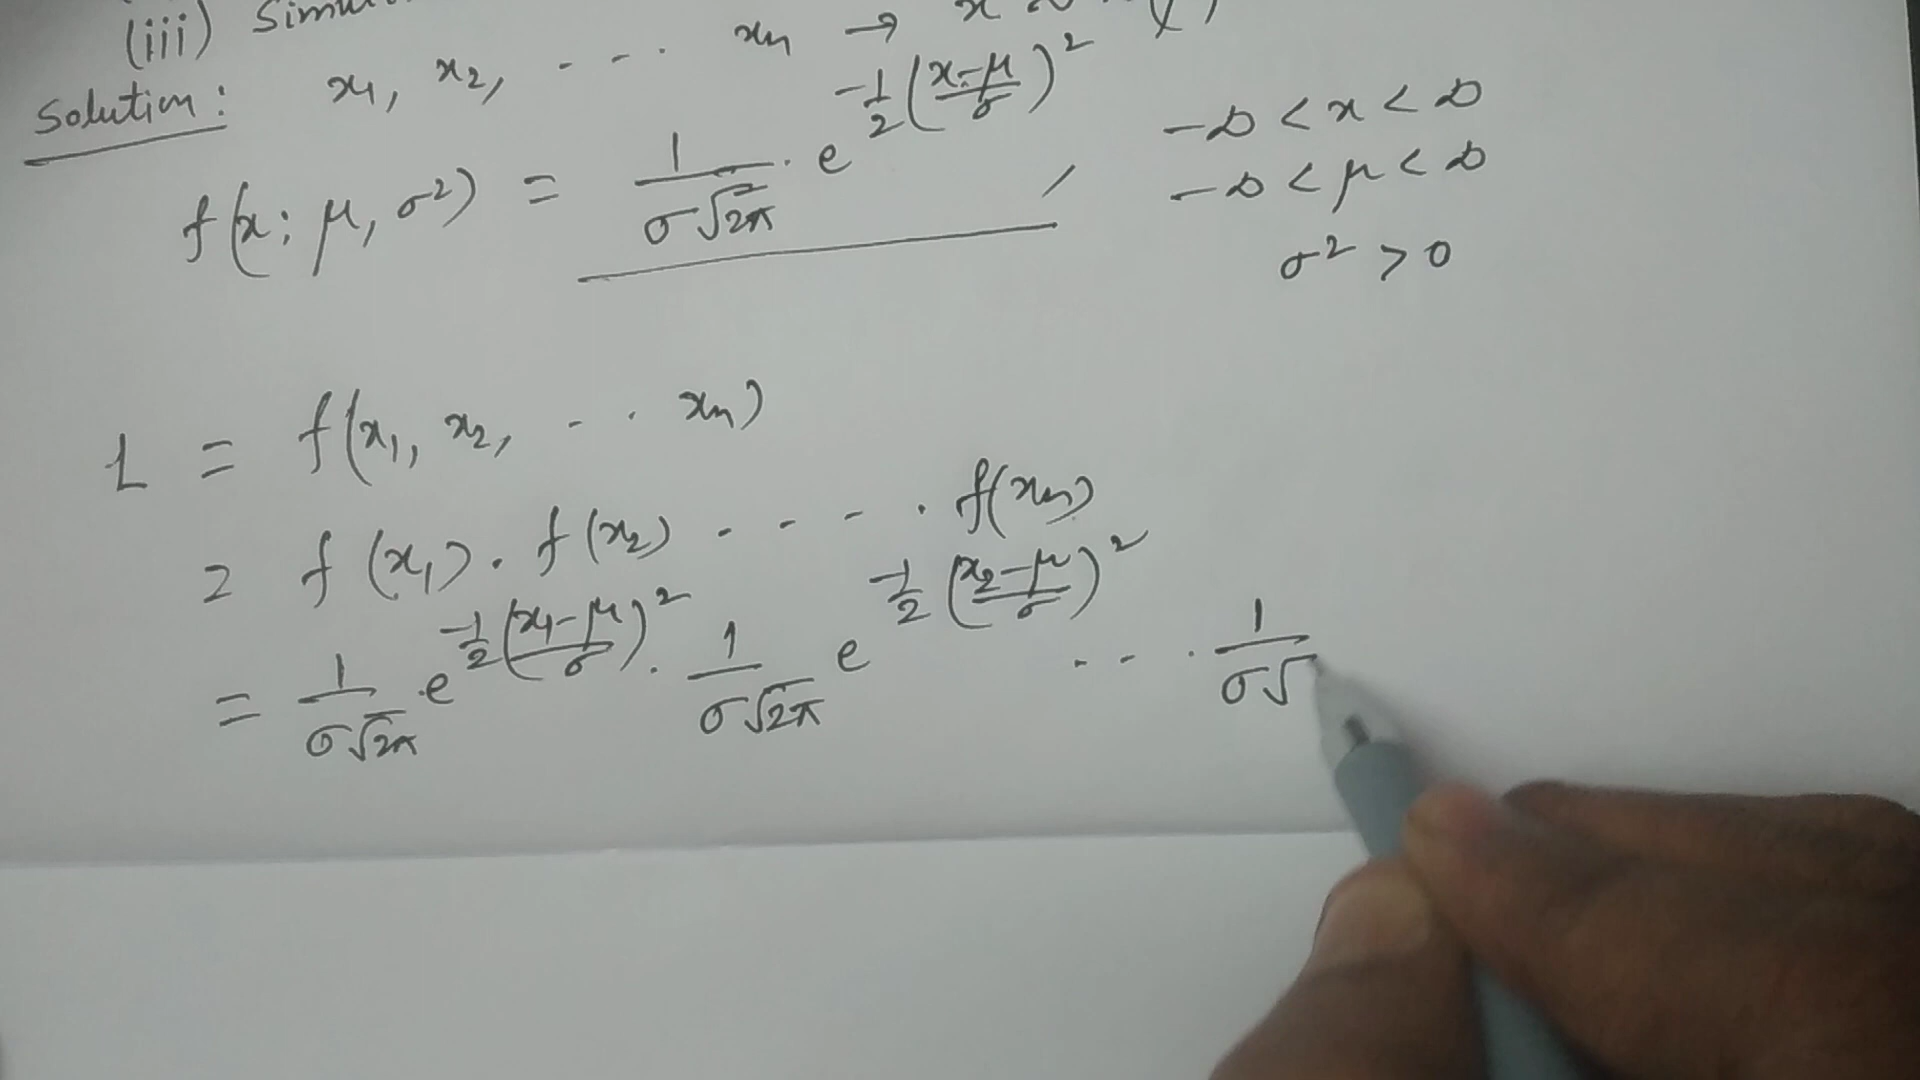 (iii)
Solution: x₁, x₂, - - - . xₙ → x ~
f(x; μ, σ²) = 1/(σ√2π) · e^(-1/2 ((x-μ)/σ)²) , -∞ < x < ∞
-∞ < μ < ∞
σ² > 0
L = f(x₁, x₂, - - . xₙ)
= f(x₁) . f(x₂) - - - . f(xₙ)
= 1/(σ√2π) · e^(-1/2 ((x₁-μ)/σ)²) . 1/(σ√2π) e^(-1/2 ((x₂-μ)/σ)²) - - . 1/(σ√